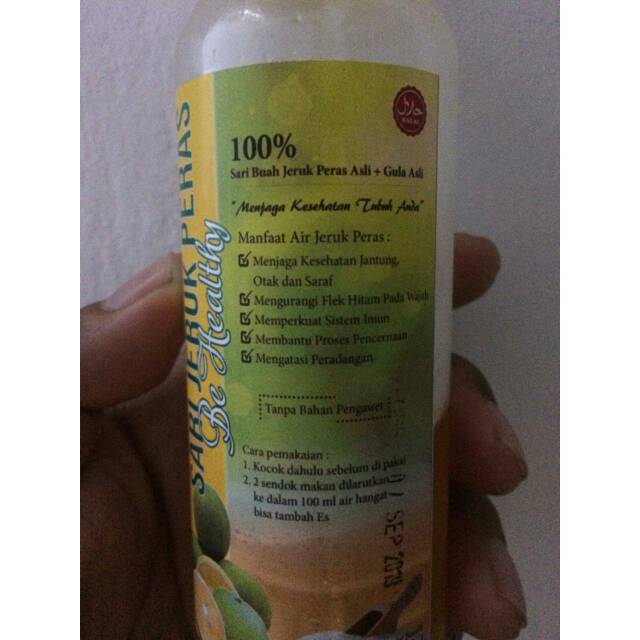 حلال
HALAL
100%
Sari Buah Jeruk Peras Asli + Gula Asli
"Menjaga Kesehatan Tubuh Anda"
Manfaat Air Jeruk Peras :
Menjaga Kesehatan Jantung,
Otak dan Saraf
Mengurangi Flek Hitam Pada Wajah
Memperkuat Sistem Imun
Membantu Proses Pencernaan
Mengatasi Peradangan
Tanpa Bahan Pengawet
Cara pemakaian :
1. Kocok dahulu sebelum di pakai
2. 2 sendok makan dilarutkan
ke dalam 100 ml air hangat
bisa tambah Es
SARI JERUK PERAS
Be Healthy
SEP